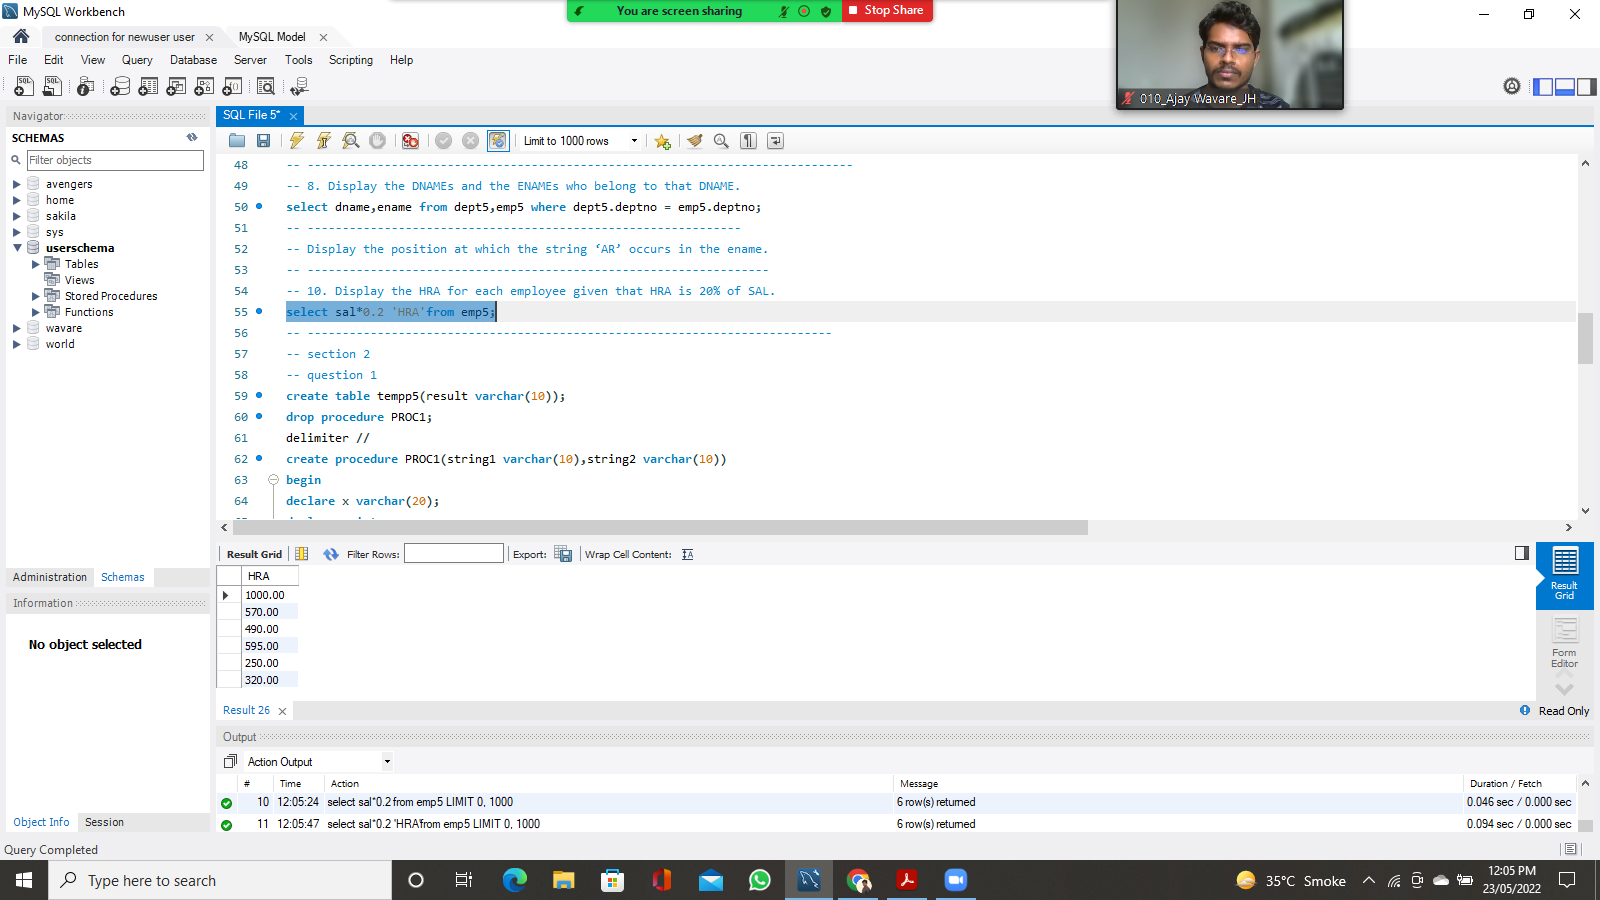 MySQL Workbench
You are screen sharing
Stop Share
connection for newuser user
MySQL Model
File Edit View Query Database Server Tools Scripting Help
010_Ajay Wavare_JH
Navigator
SQL File 5*
SCHEMAS
Limit to 1000 rows
Filter objects
avengers
home
sakila
sys
userschema
Tables
Views
Stored Procedures
Functions
wavare
world
48 -- ------------------------------------------------------------------------------
49 -- 8. Display the DNAMEs and the ENAMEs who belong to that DNAME.
50 select dname,ename from dept5,emp5 where dept5.deptno = emp5.deptno;
51 -- --------------------------------------------------------------
52 -- Display the position at which the string ‘AR’ occurs in the ename.
53 -- ------------------------------------------------------------------
54 -- 10. Display the HRA for each employee given that HRA is 20% of SAL.
55 select sal*0.2 'HRA'from emp5;
56 -- ---------------------------------------------------------------------------
57 -- section 2
58 -- question 1
59 create table tempp5(result varchar(10));
60 drop procedure PROC1;
61 delimiter //
62 create procedure PROC1(string1 varchar(10),string2 varchar(10))
63 begin
64 declare x varchar(20);
Result Grid Filter Rows: Export: Wrap Cell Content:
HRA
1000.00
570.00
490.00
595.00
250.00
320.00
Result Grid
Form Editor
Administration Schemas
Information
No object selected
Result 26
Read Only
Output
Action Output
# Time Action Message Duration / Fetch
10 12:05:24 select sal*0.2 from emp5 LIMIT 0, 1000 6 row(s) returned 0.046 sec / 0.000 sec
11 12:05:47 select sal*0.2 'HRA'from emp5 LIMIT 0, 1000 6 row(s) returned 0.094 sec / 0.000 sec
Object Info Session
Query Completed
Type here to search
35°C Smoke
12:05 PM
23/05/2022